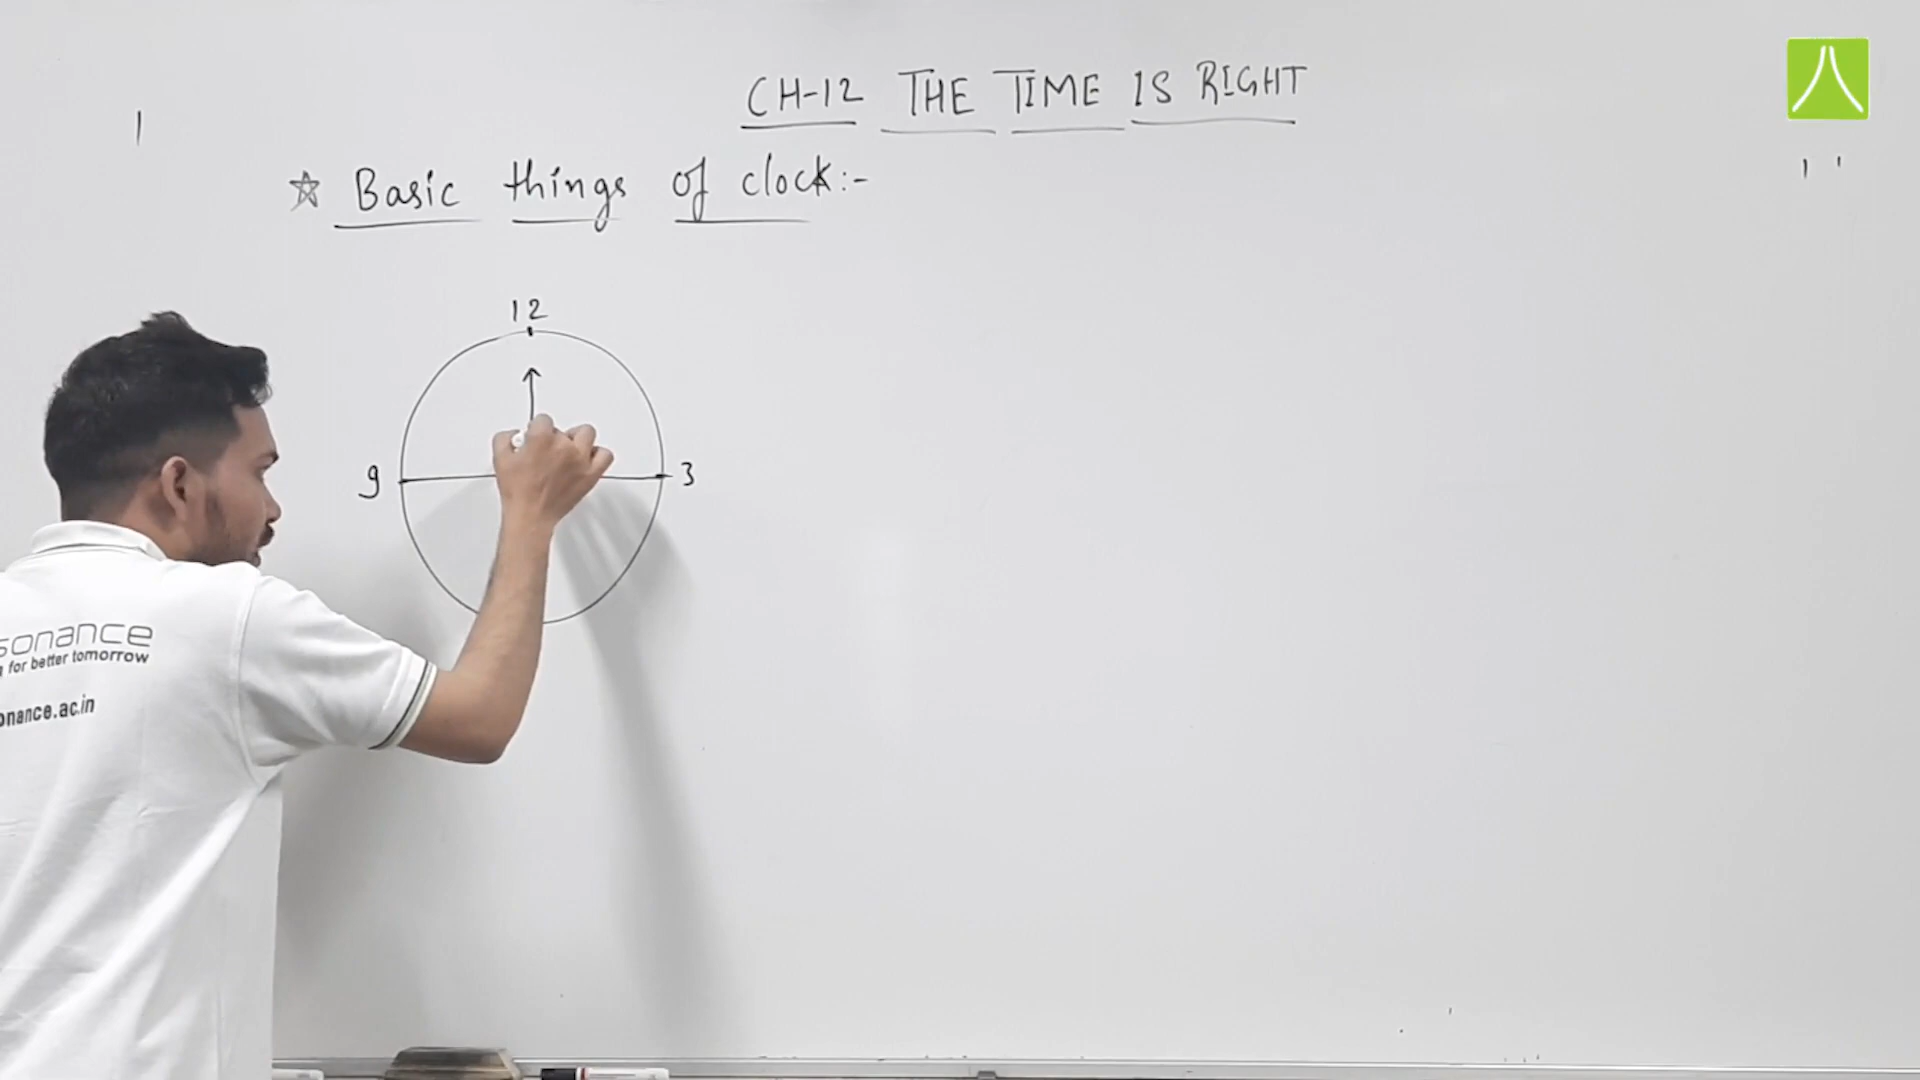 CH-12 THE TIME IS RIGHT
☆ Basic things of clock:-
12
9 3
sonance
for better tomorrow
onance.ac.in